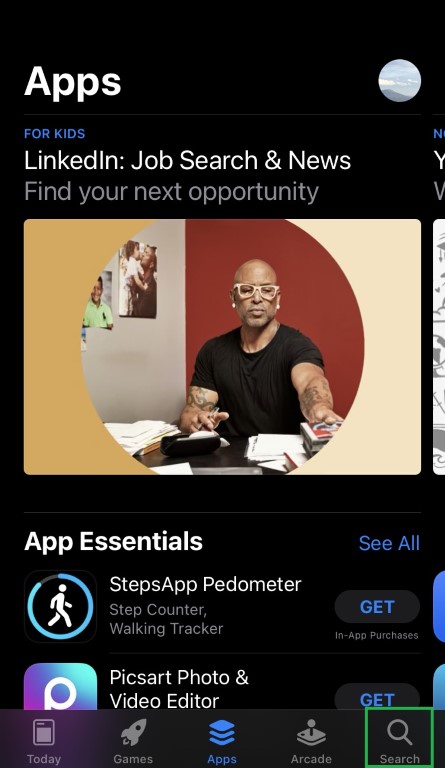 Apps
FOR KIDS
LinkedIn: Job Search & News
Find your next opportunity
App Essentials
See All
StepsApp Pedometer
Step Counter,
Walking Tracker
GET
In-App Purchases
Picsart Photo &
Video Editor
GET
Today
Games
Apps
Arcade
Search